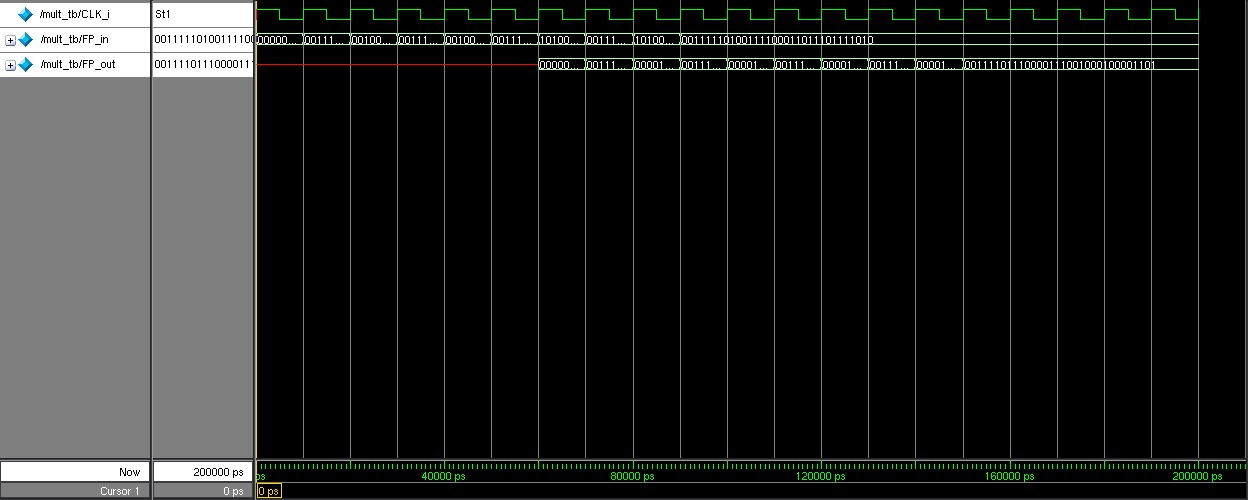 /mult_tb/CLK_i St1
/mult_tb/FP_in 0011111010011110( 00000... 00111... 00100... 00111... 00100... 00111... 10100... 00111... 10100...
/mult_tb/FP_out 0011110111000011 00000... 00111... 00001... 00111... 00001... 00111... 00001... 00111... 00001...
Now 200000 ps ps 40000 ps 80000 ps 120000 ps 160000 ps 200000 ps
Cursor 1 0 ps 0 ps